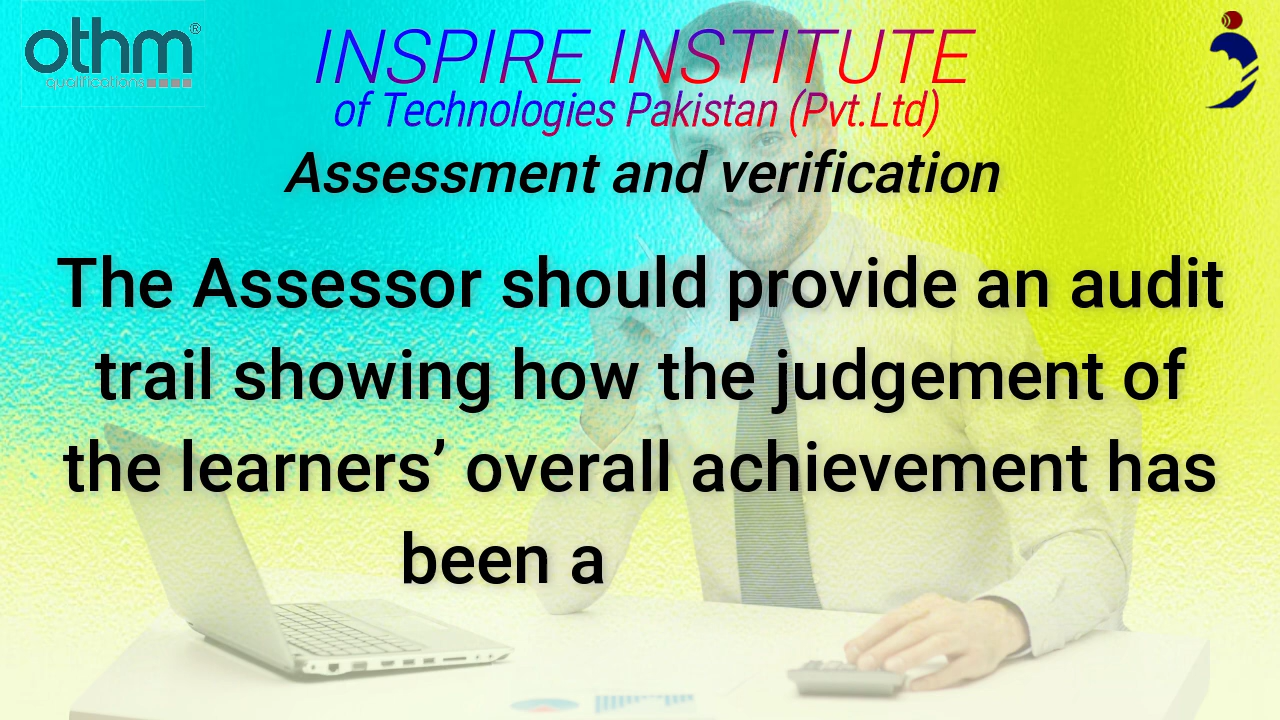 othm®
qualifications
INSPIRE INSTITUTE
of Technologies Pakistan (Pvt.Ltd)
Assessment and verification
The Assessor should provide an audit
trail showing how the judgement of
the learners’ overall achievement has
been a